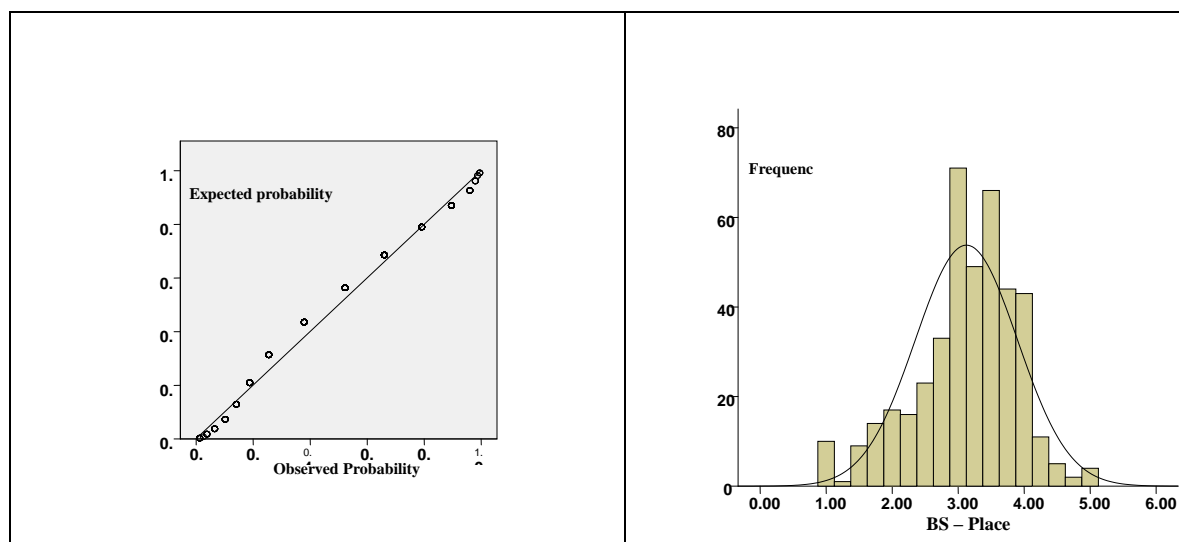 1.
Expected probability
0.
0.
0.
0.
0.
0. 0. 0. 0. 0. 1.
Observed Probability
80
Frequenc
60
40
20
0
0.00 1.00 2.00 3.00 4.00 5.00 6.00
BS – Place